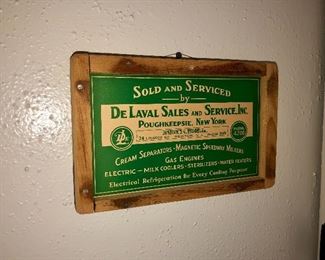 SOLD AND SERVICED
by
DE LAVAL SALES AND SERVICE, INC.
POUGHKEEPSIE, NEW YORK
CREAM SEPARATORS - MAGNETIC SPEEDWAY MILKERS
GAS ENGINES
ELECTRIC - MILK COOLERS - STERILIZERS - WATER HEATERS
Electrical Refrigeration for Every Cooling Purpose